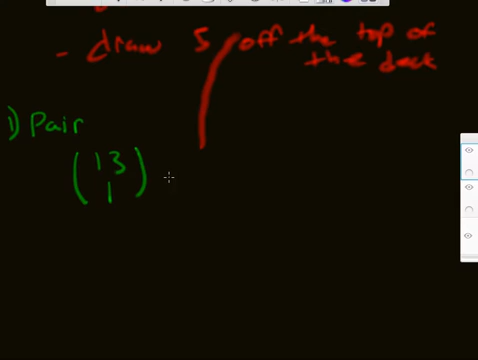 - draw 5 off the top of
the deck
1) Pair
(13
1)